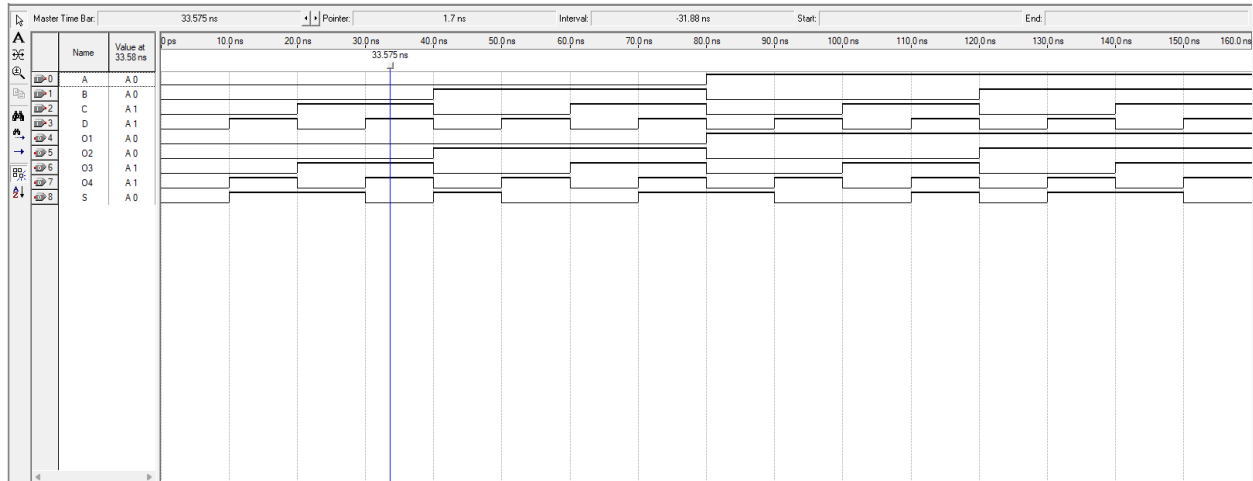 Master Time Bar: 33.575 ns Pointer: 1.7 ns Interval: -31.88 ns Start: End:
Name Value at 33.58 ns
0 ps 10.0 ns 20.0 ns 30.0 ns 40.0 ns 50.0 ns 60.0 ns 70.0 ns 80.0 ns 90.0 ns 100.0 ns 110.0 ns 120.0 ns 130.0 ns 140.0 ns 150.0 ns 160.0 ns
33.575 ns
0 A A 0
1 B A 0
2 C A 1
3 D A 1
4 O1 A 0
5 O2 A 0
6 O3 A 1
7 O4 A 1
8 S A 0